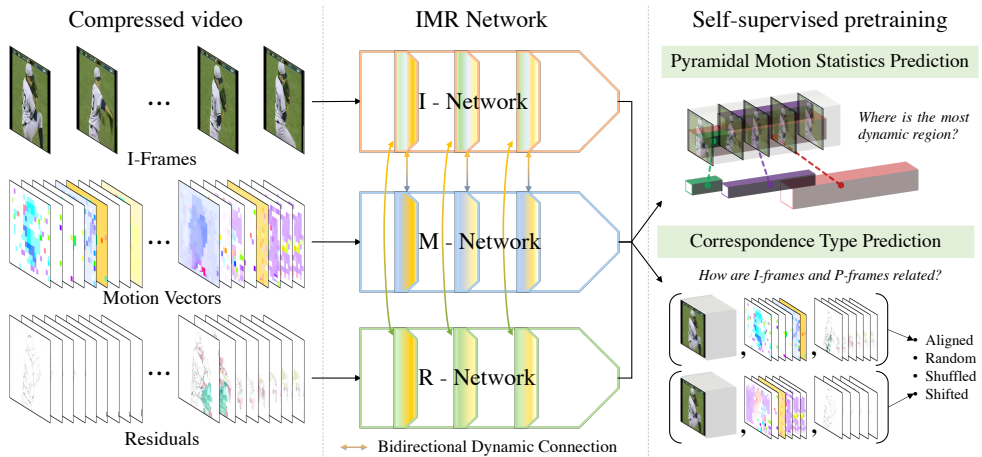 Compressed video
IMR Network
Self-supervised pretraining
I-Frames
Motion Vectors
Residuals
I - Network
M - Network
R - Network
Bidirectional Dynamic Connection
Pyramidal Motion Statistics Prediction
Where is the most
dynamic region?
Correspondence Type Prediction
How are I-frames and P-frames related?
• Aligned
• Random
• Shuffled
• Shifted